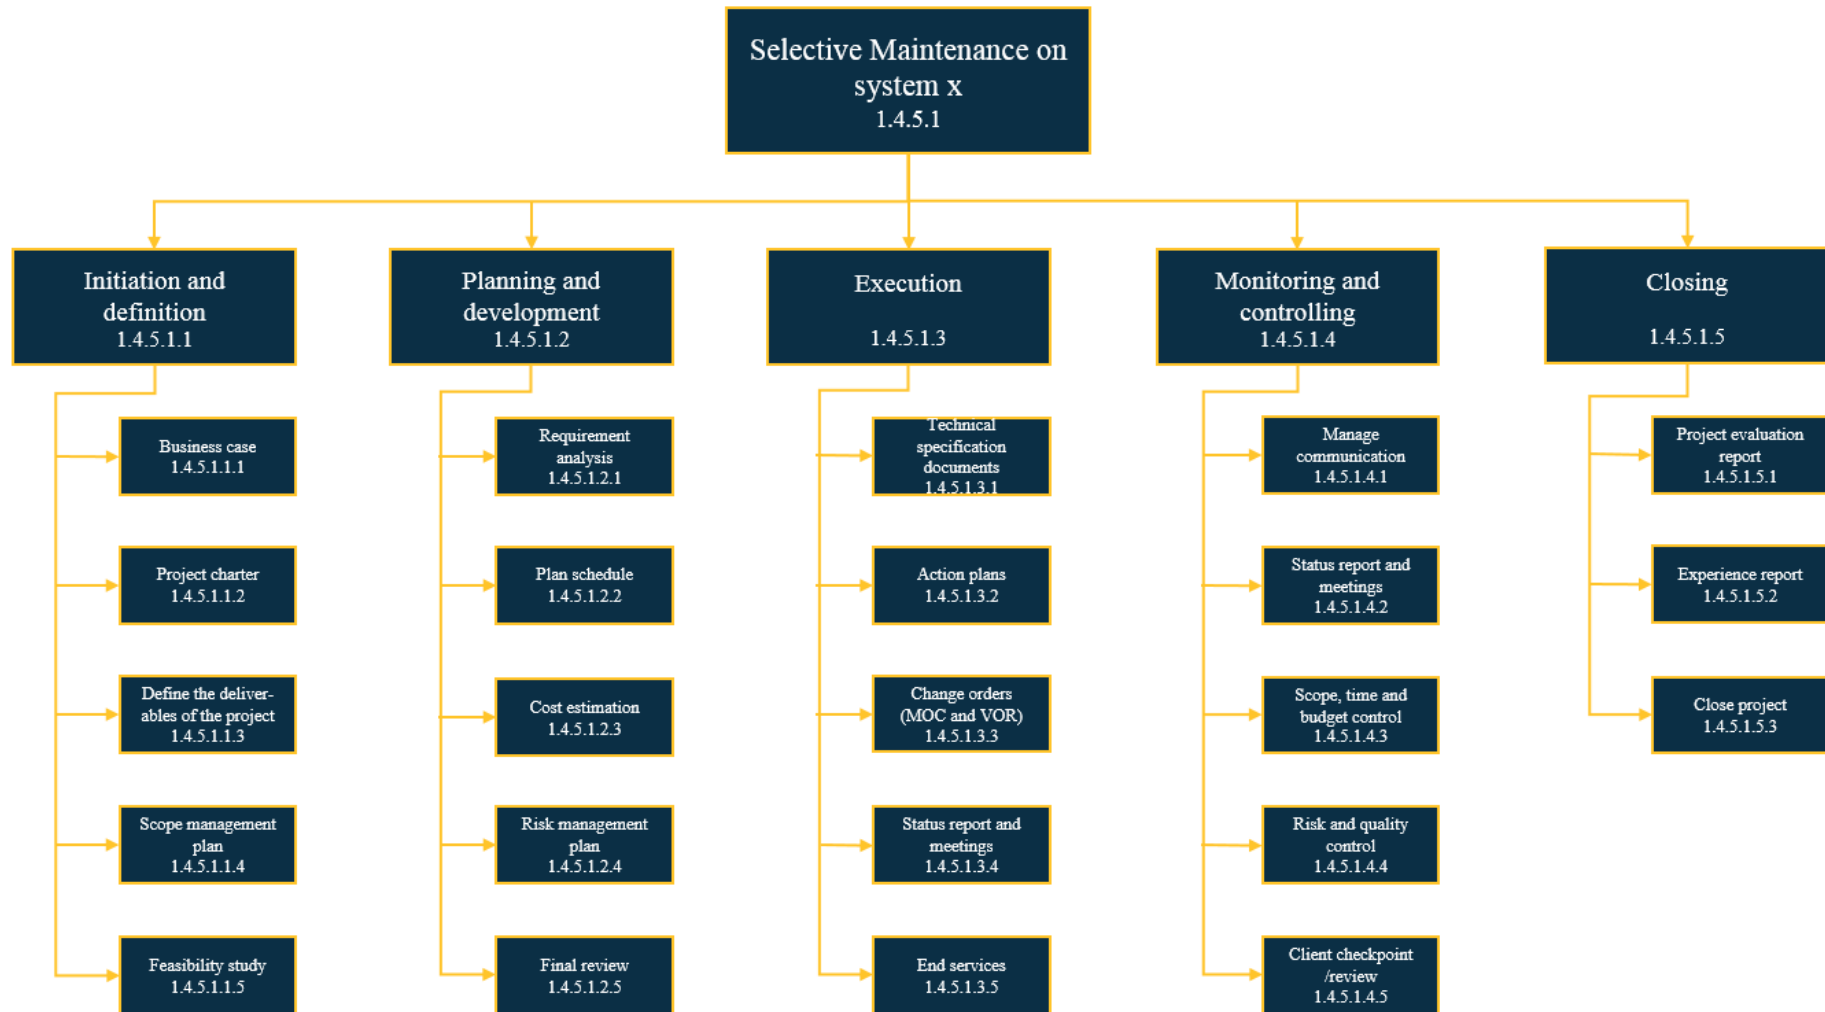 Selective Maintenance on
system x
1.4.5.1
Initiation and
definition
1.4.5.1.1
Planning and
development
1.4.5.1.2
Execution
1.4.5.1.3
Monitoring and
controlling
1.4.5.1.4
Closing
1.4.5.1.5
Business case
1.4.5.1.1.1
Project charter
1.4.5.1.1.2
Define the deliver-
ables of the project
1.4.5.1.1.3
Scope management
plan
1.4.5.1.1.4
Feasibility study
1.4.5.1.1.5
Requirement
analysis
1.4.5.1.2.1
Plan schedule
1.4.5.1.2.2
Cost estimation
1.4.5.1.2.3
Risk management
plan
1.4.5.1.2.4
Final review
1.4.5.1.2.5
Technical
specification
documents
1.4.5.1.3.1
Action plans
1.4.5.1.3.2
Change orders
(MOC and VOR)
1.4.5.1.3.3
Status report and
meetings
1.4.5.1.3.4
End services
1.4.5.1.3.5
Manage
communication
1.4.5.1.4.1
Status report and
meetings
1.4.5.1.4.2
Scope, time and
budget control
1.4.5.1.4.3
Risk and quality
control
1.4.5.1.4.4
Client checkpoint
/review
1.4.5.1.4.5
Project evaluation
report
1.4.5.1.5.1
Experience report
1.4.5.1.5.2
Close project
1.4.5.1.5.3